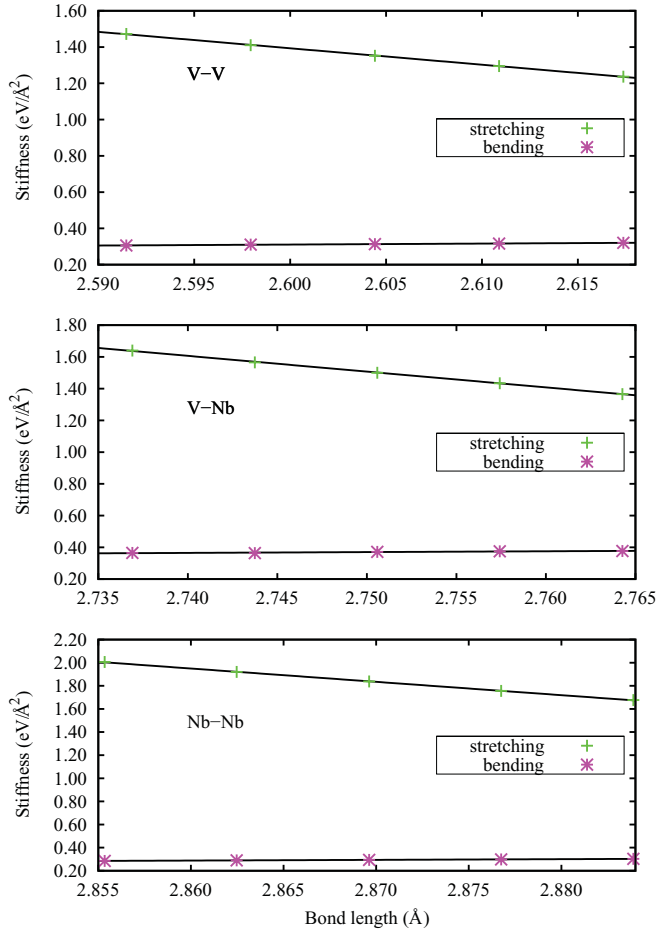 1.60
1.40
1.20
1.00
0.80
0.60
0.40
0.20
Stiffness (eV/Å²)
V−V
stretching
bending
2.590 2.595 2.600 2.605 2.610 2.615
1.80
1.60
1.40
1.20
1.00
0.80
0.60
0.40
0.20
Stiffness (eV/Å²)
V−Nb
stretching
bending
2.735 2.740 2.745 2.750 2.755 2.760 2.765
2.20
2.00
1.80
1.60
1.40
1.20
1.00
0.80
0.60
0.40
0.20
Stiffness (eV/Å²)
Nb−Nb
stretching
bending
2.855 2.860 2.865 2.870 2.875 2.880
Bond length (Å)